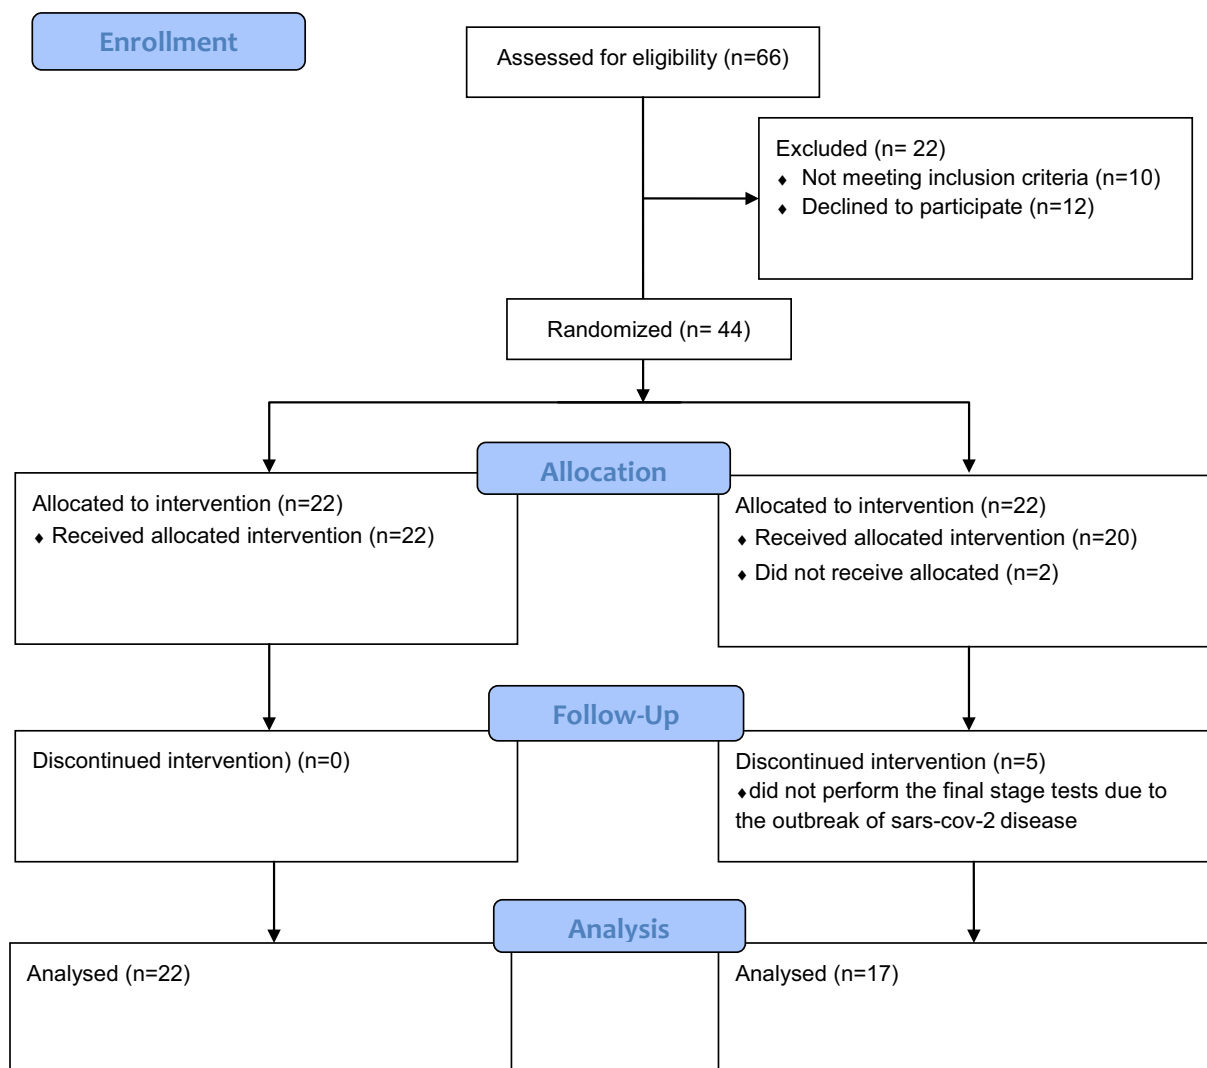 Enrollment
Assessed for eligibility (n=66)
Excluded (n= 22)
♦ Not meeting inclusion criteria (n=10)
♦ Declined to participate (n=12)
Randomized (n= 44)
Allocation
Allocated to intervention (n=22)
♦ Received allocated intervention (n=22)
Allocated to intervention (n=22)
♦ Received allocated intervention (n=20)
♦ Did not receive allocated (n=2)
Follow-Up
Discontinued intervention) (n=0)
Discontinued intervention (n=5)
♦did not perform the final stage tests due to
the outbreak of sars-cov-2 disease
Analysis
Analysed (n=22)
Analysed (n=17)